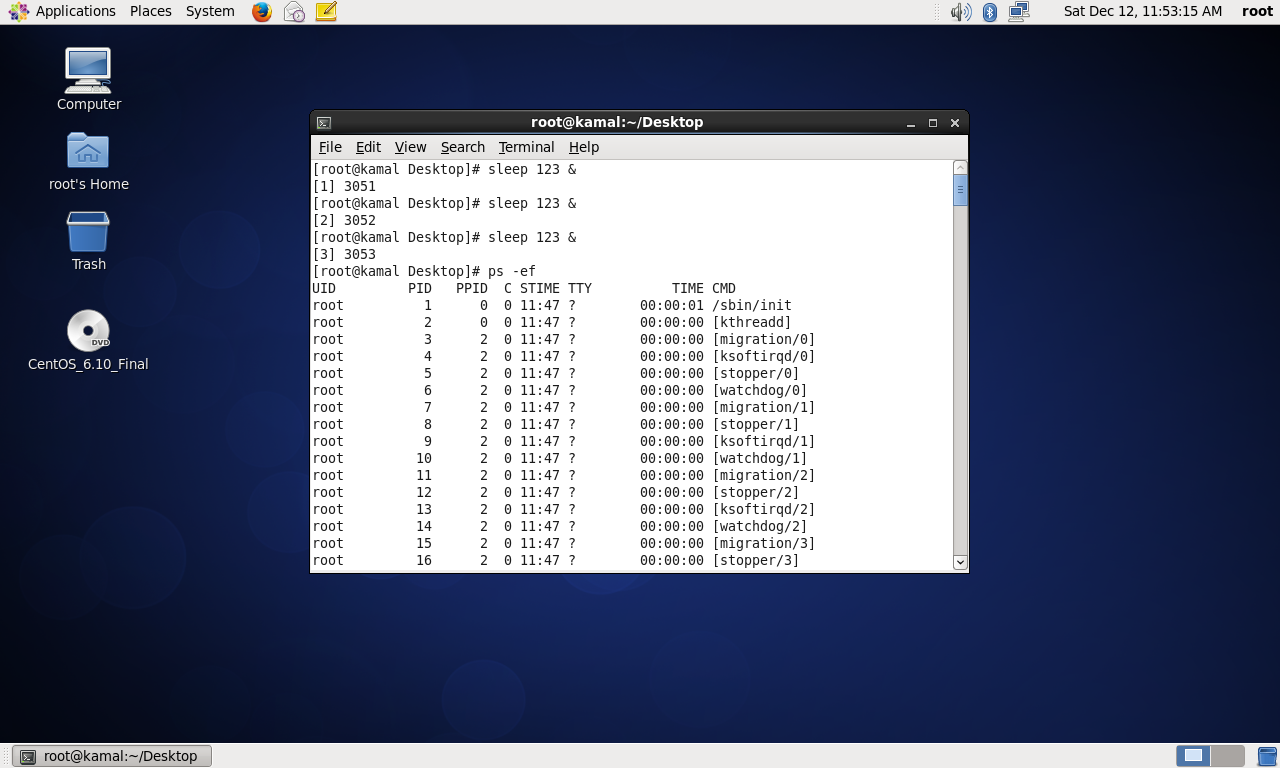 Applications Places System Sat Dec 12, 11:53:15 AM root
Computer
root's Home
Trash
DVD
CentOS_6.10_Final
root@kamal:~/Desktop
File Edit View Search Terminal Help
[root@kamal Desktop]# sleep 123 &
[1] 3051
[root@kamal Desktop]# sleep 123 &
[2] 3052
[root@kamal Desktop]# sleep 123 &
[3] 3053
[root@kamal Desktop]# ps -ef
UID         PID   PPID  C STIME TTY          TIME CMD
root          1      0  0 11:47 ?        00:00:01 /sbin/init
root          2      0  0 11:47 ?        00:00:00 [kthreadd]
root          3      2  0 11:47 ?        00:00:00 [migration/0]
root          4      2  0 11:47 ?        00:00:00 [ksoftirqd/0]
root          5      2  0 11:47 ?        00:00:00 [stopper/0]
root          6      2  0 11:47 ?        00:00:00 [watchdog/0]
root          7      2  0 11:47 ?        00:00:00 [migration/1]
root          8      2  0 11:47 ?        00:00:00 [stopper/1]
root          9      2  0 11:47 ?        00:00:00 [ksoftirqd/1]
root         10      2  0 11:47 ?        00:00:00 [watchdog/1]
root         11      2  0 11:47 ?        00:00:00 [migration/2]
root         12      2  0 11:47 ?        00:00:00 [stopper/2]
root         13      2  0 11:47 ?        00:00:00 [ksoftirqd/2]
root         14      2  0 11:47 ?        00:00:00 [watchdog/2]
root         15      2  0 11:47 ?        00:00:00 [migration/3]
root         16      2  0 11:47 ?        00:00:00 [stopper/3]
root@kamal:~/Desktop